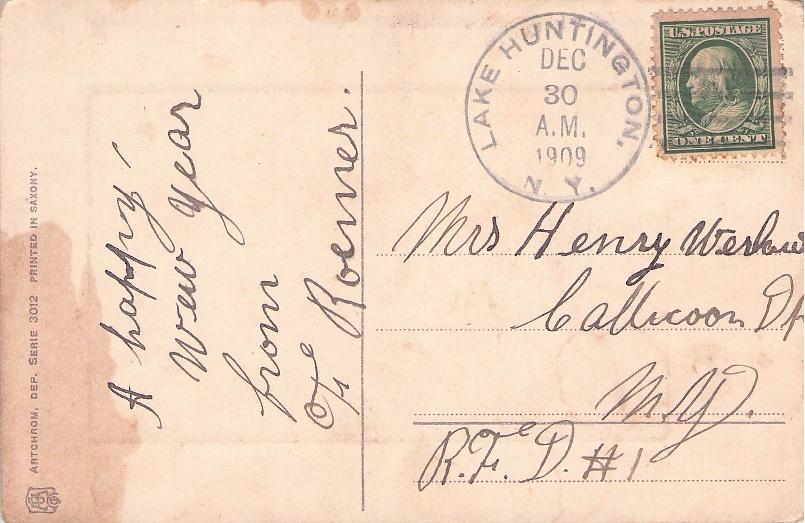 LAKE HUNTINGTON,
DEC
30
A.M.
1909
N. Y.
U.S. POSTAGE
ONE CENT
A happy
New Year
from
Roemer.
Mrs Henry
Callicoon
N.Y.
R.F.D. #1
ARTCHROM, DEP. SERIE 3012 PRINTED IN SAXONY.